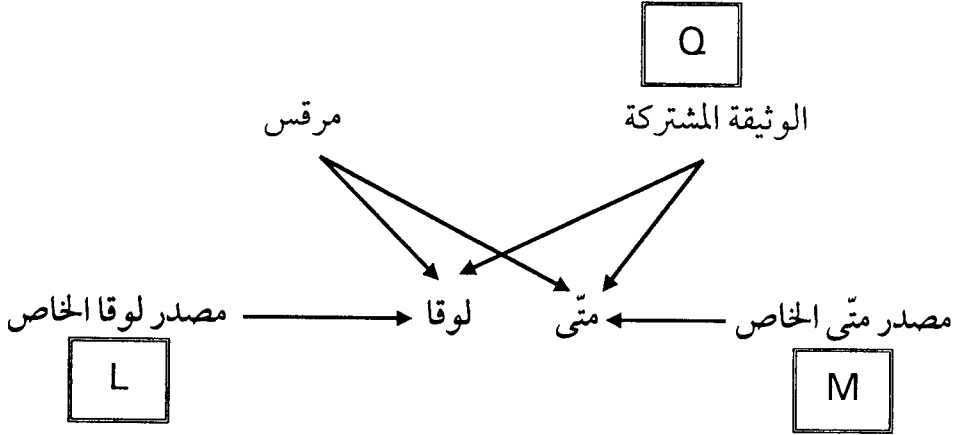 Q
الوثيقة المشتركة
مرقس
مصدر متّى الخاص
متّى
لوقا
مصدر لوقا الخاص
M
L